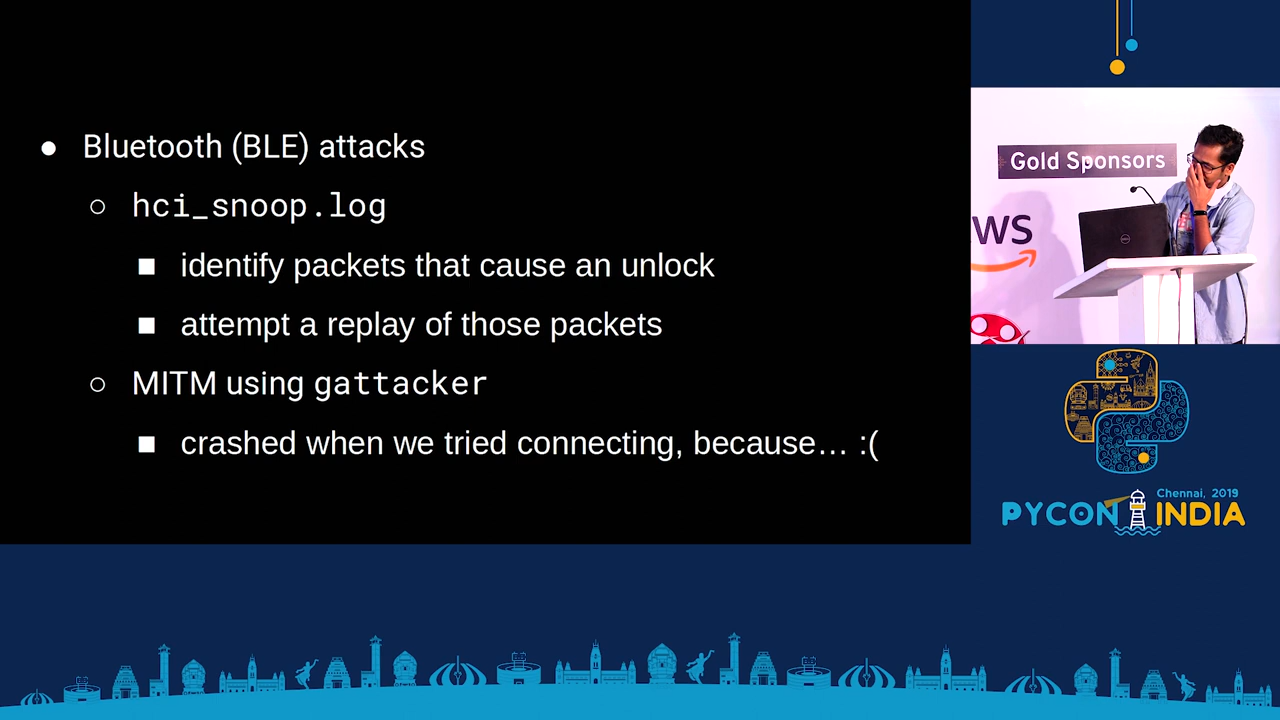 Bluetooth (BLE) attacks
hci_snoop.log
identify packets that cause an unlock
attempt a replay of those packets
MITM using gattacker
crashed when we tried connecting, because… :(
Gold Sponsors
ws
DELL
Chennai, 2019
PYCON INDIA